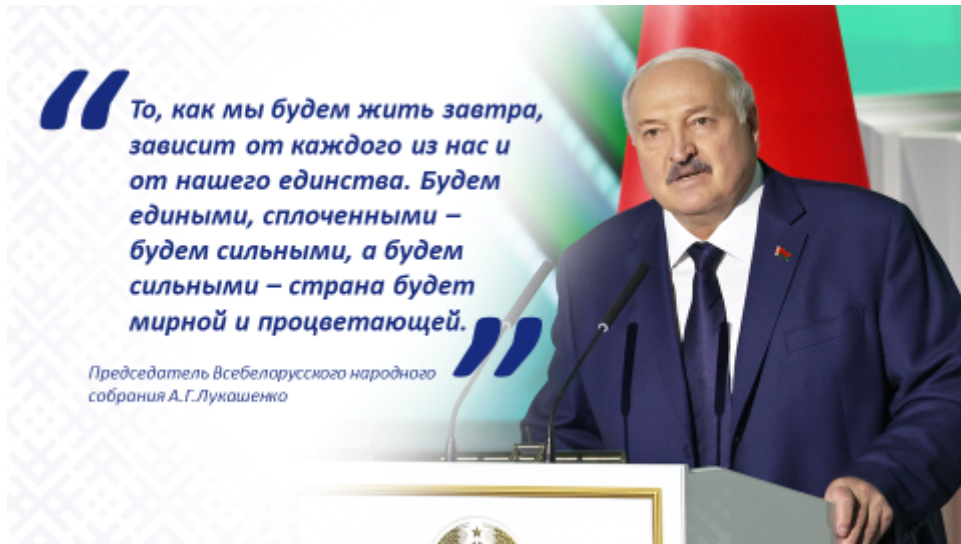 То, как мы будем жить завтра,
зависит от каждого из нас и
от нашего единства. Будем
едиными, сплоченными –
будем сильными, а будем
сильными – страна будет
мирной и процветающей.
Председатель Всебелорусского народного
собрания А.Г.Лукашенко